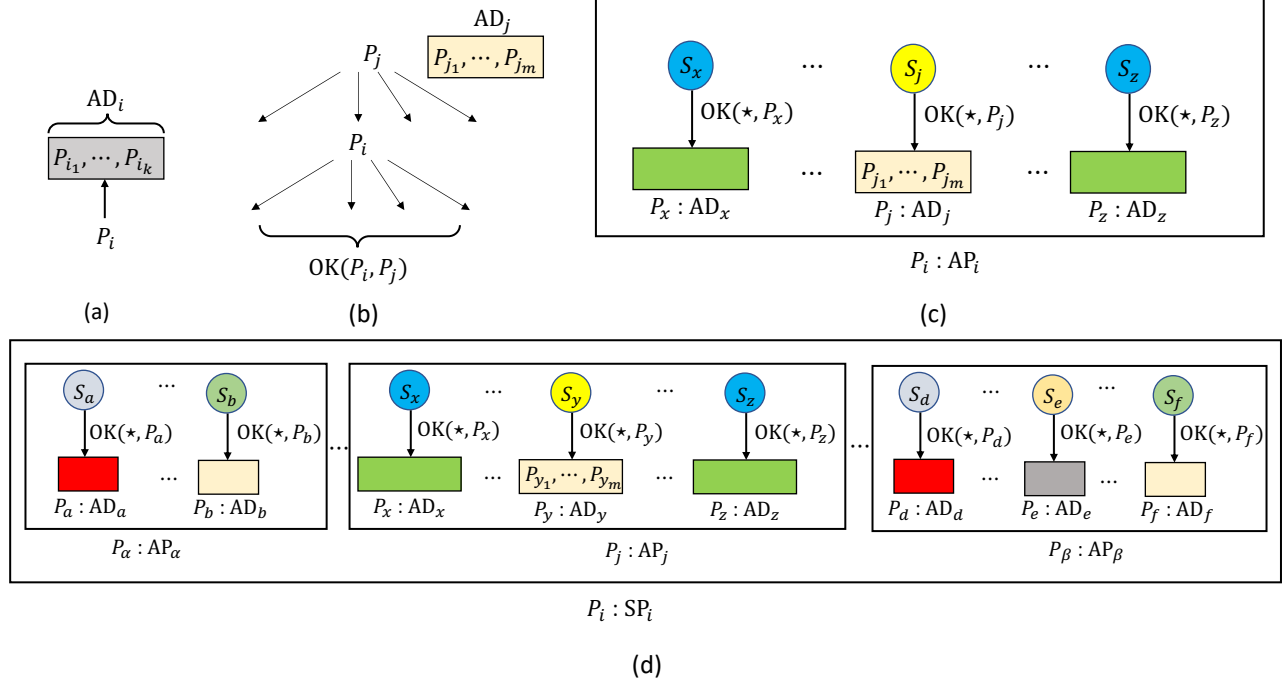 AD_i
P_{i_1}, ⋯, P_{i_k}
P_i
(a)
AD_j
P_j
P_{j_1}, ⋯, P_{j_m}
P_i
OK(P_i, P_j)
(b)
S_x ⋯ S_j ⋯ S_z
OK(⋆, P_x) OK(⋆, P_j) OK(⋆, P_z)
⋯ P_{j_1}, ⋯, P_{j_m} ⋯
P_x : AD_x P_j : AD_j P_z : AD_z
P_i : AP_i
(c)
S_a ⋯ S_b
OK(⋆, P_a) OK(⋆, P_b)
⋯
P_a : AD_a P_b : AD_b
P_α : AP_α
⋯
S_x ⋯ S_y ⋯ S_z
OK(⋆, P_x) OK(⋆, P_y) OK(⋆, P_z)
⋯ P_{y_1}, ⋯, P_{y_m} ⋯
P_x : AD_x P_y : AD_y P_z : AD_z
P_j : AP_j
⋯
S_d ⋯ S_e ⋯ S_f
OK(⋆, P_d) OK(⋆, P_e) OK(⋆, P_f)
⋯ ⋯
P_d : AD_d P_e : AD_e P_f : AD_f
P_β : AP_β
P_i : SP_i
(d)